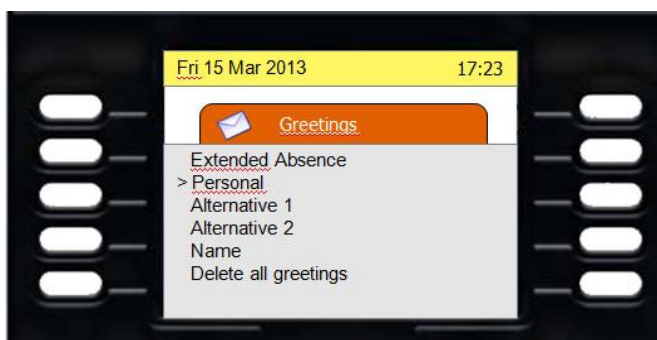 Fri 15 Mar 2013 17:23
Greetings
Extended Absence
> Personal
Alternative 1
Alternative 2
Name
Delete all greetings